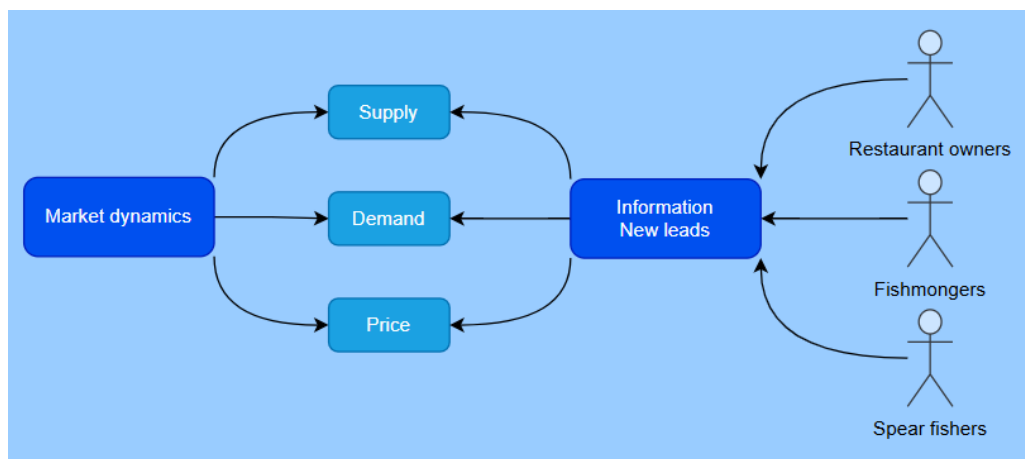 Supply
Restaurant owners
Market dynamics
Demand
Information
New leads
Fishmongers
Price
Spear fishers